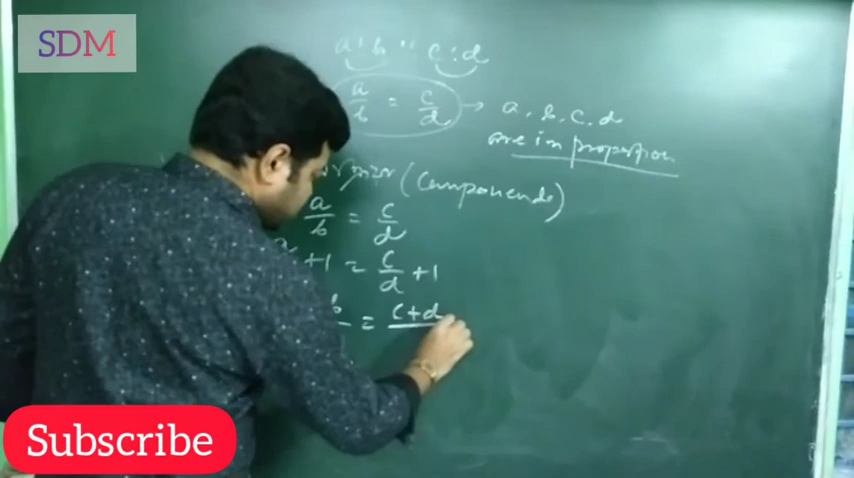 SDM
a : b :: c : d
a/b = c/d → a, b, c, d
are in proportion
(Componendo)
a/b = c/d
+1 = c/d + 1
= c+d
Subscribe